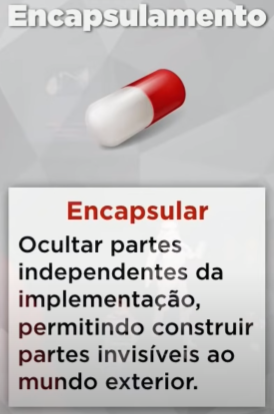 Encapsulamento
Encapsular
Ocultar partes
independentes da
implementação,
permitindo construir
partes invisíveis ao
mundo exterior.